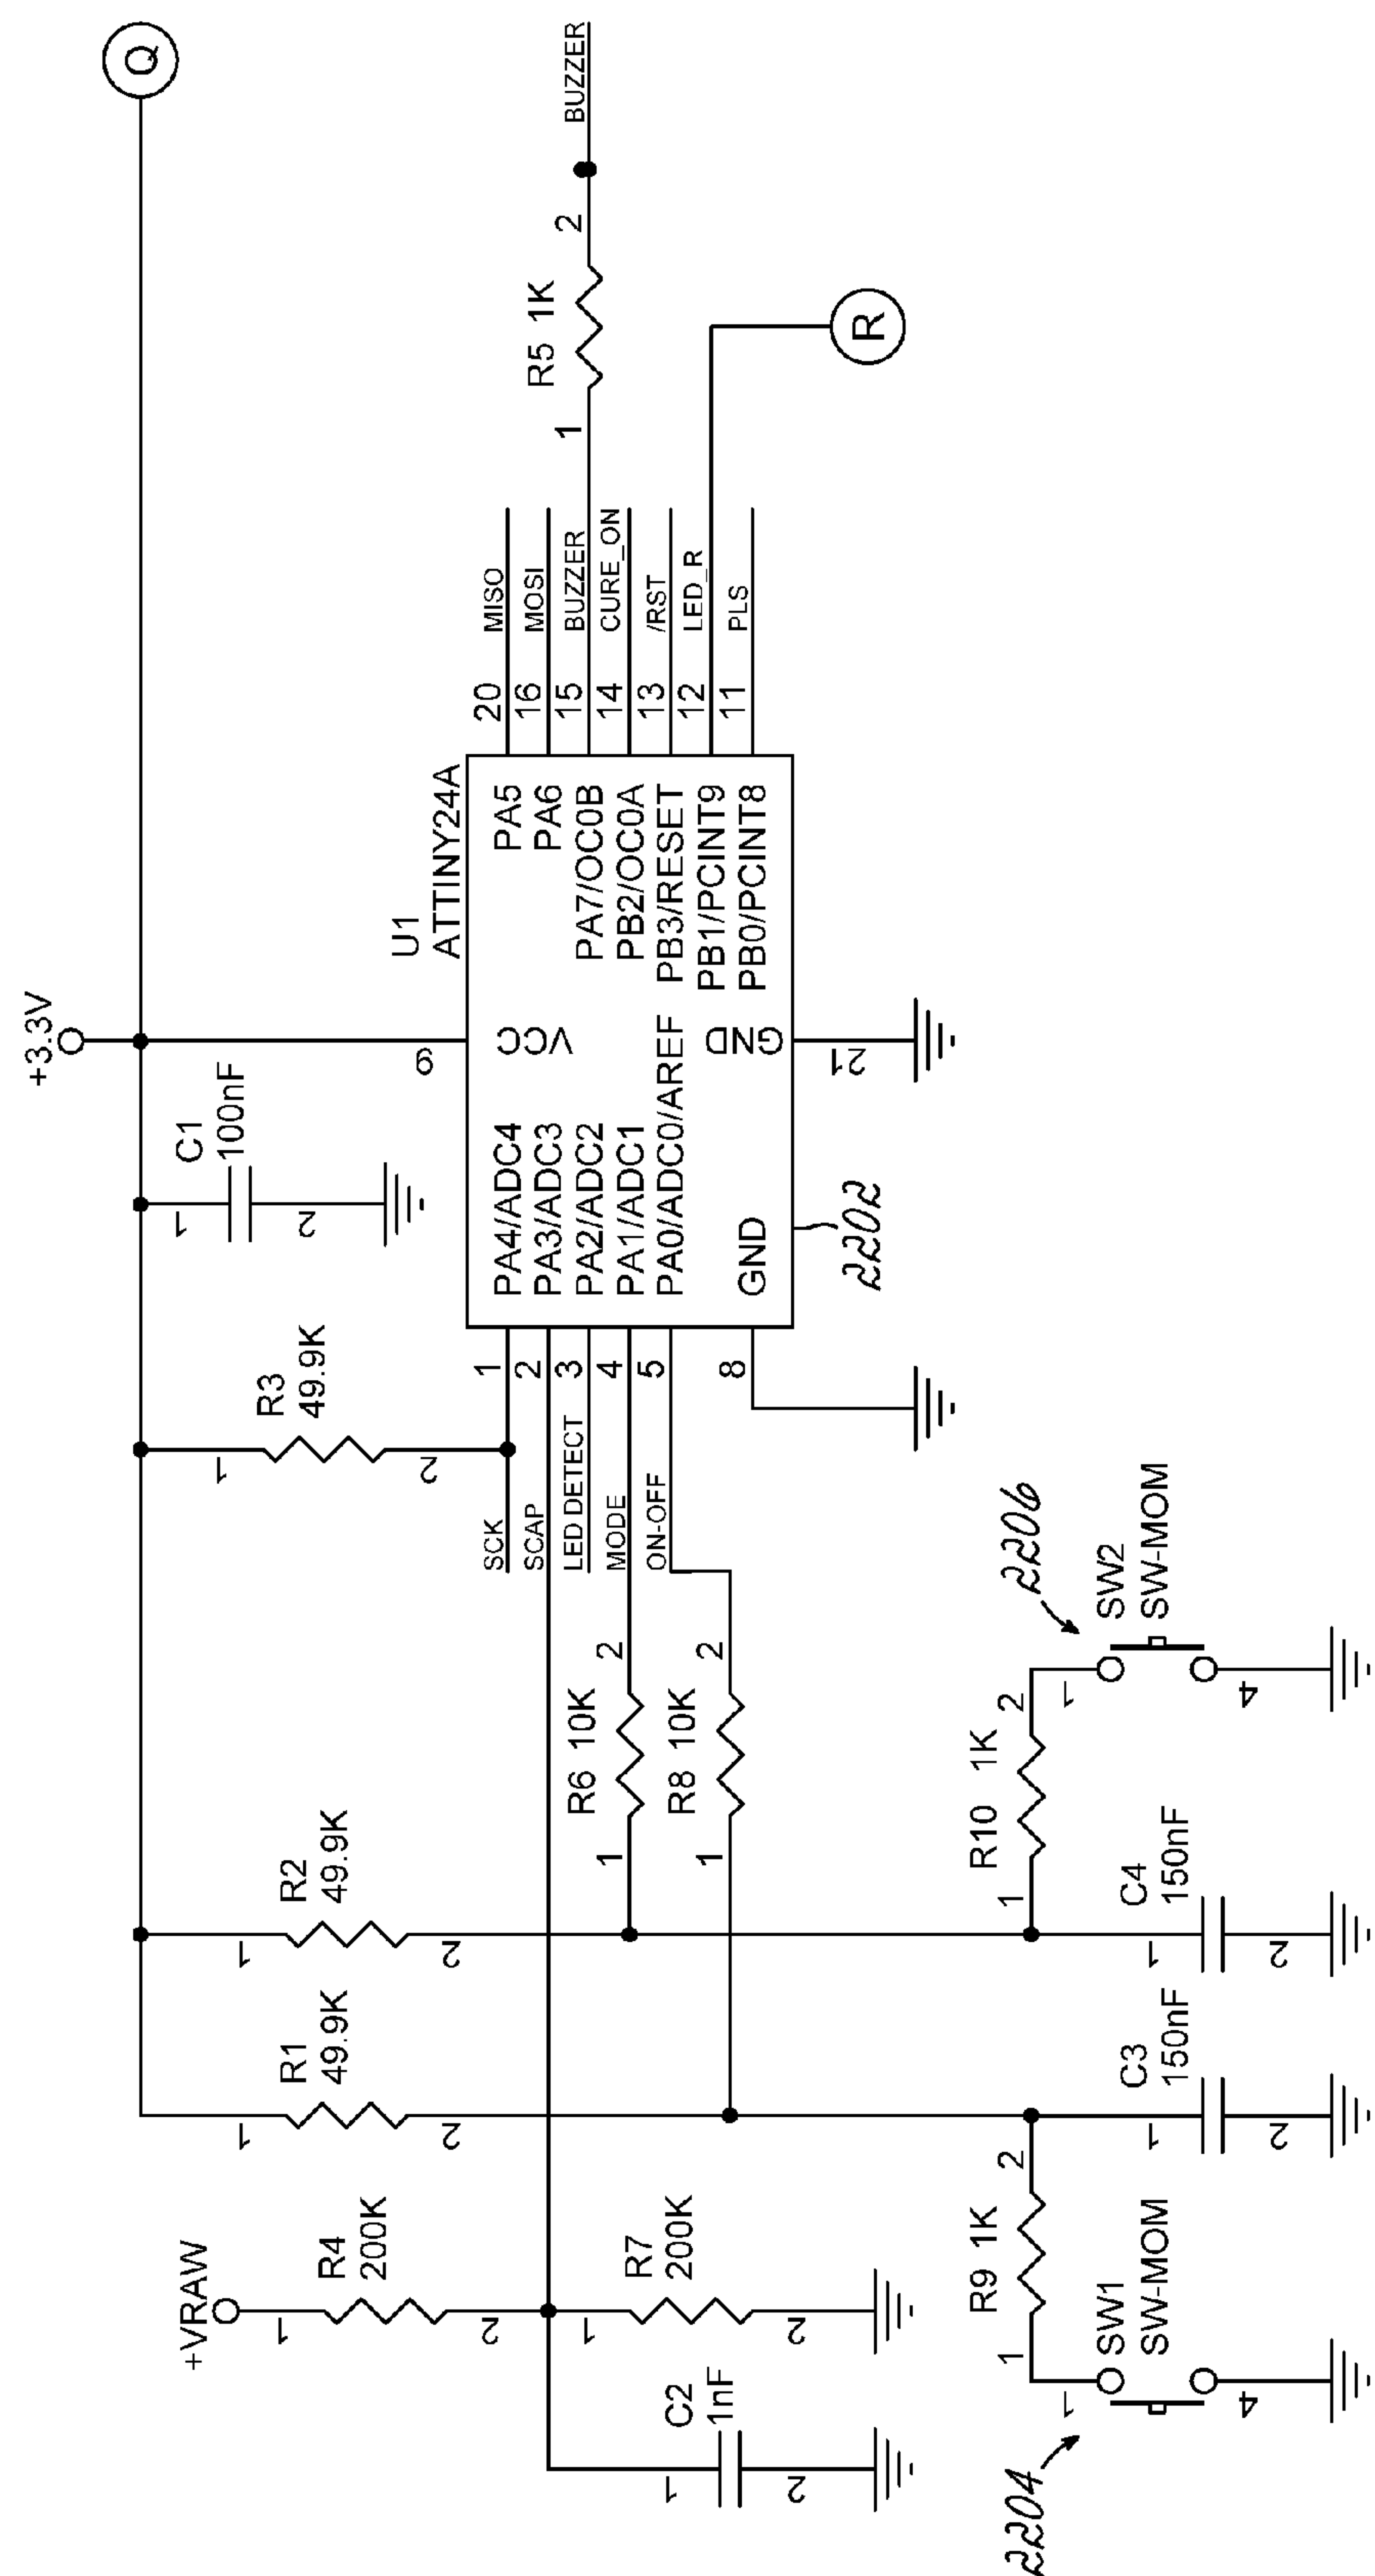 +3.3V
Q
+VRAW
R4
200K
1
2
R7
200K
1
2
C2
1nF
1
2
R1
49.9K
1
2
R2
49.9K
1
2
R3
49.9K
1
2
C1
100nF
1
2
SCK
SCAP
LED DETECT
MODE
ON-OFF
R6 10K
1
2
R8 10K
1
2
1
2
3
4
5
8
9
U1
ATTINY24A
VCC
PA4/ADC4
PA3/ADC3
PA2/ADC2
PA1/ADC1
PA0/ADC0/AREF
GND
GND
PA5
PA6
PA7/OC0B
PB2/OC0A
PB3/RESET
PB1/PCINT9
PB0/PCINT8
21
2202
20
16
15
14
13
12
11
MISO
MOSI
BUZZER
CURE_ON
/RST
LED_R
PLS
R5 1K
1
2
BUZZER
R
R9 1K
1
2
SW1
SW-MOM
1
4
2204
C3
150nF
1
2
C4
150nF
1
2
R10 1K
1
2
SW2
SW-MOM
1
4
2206